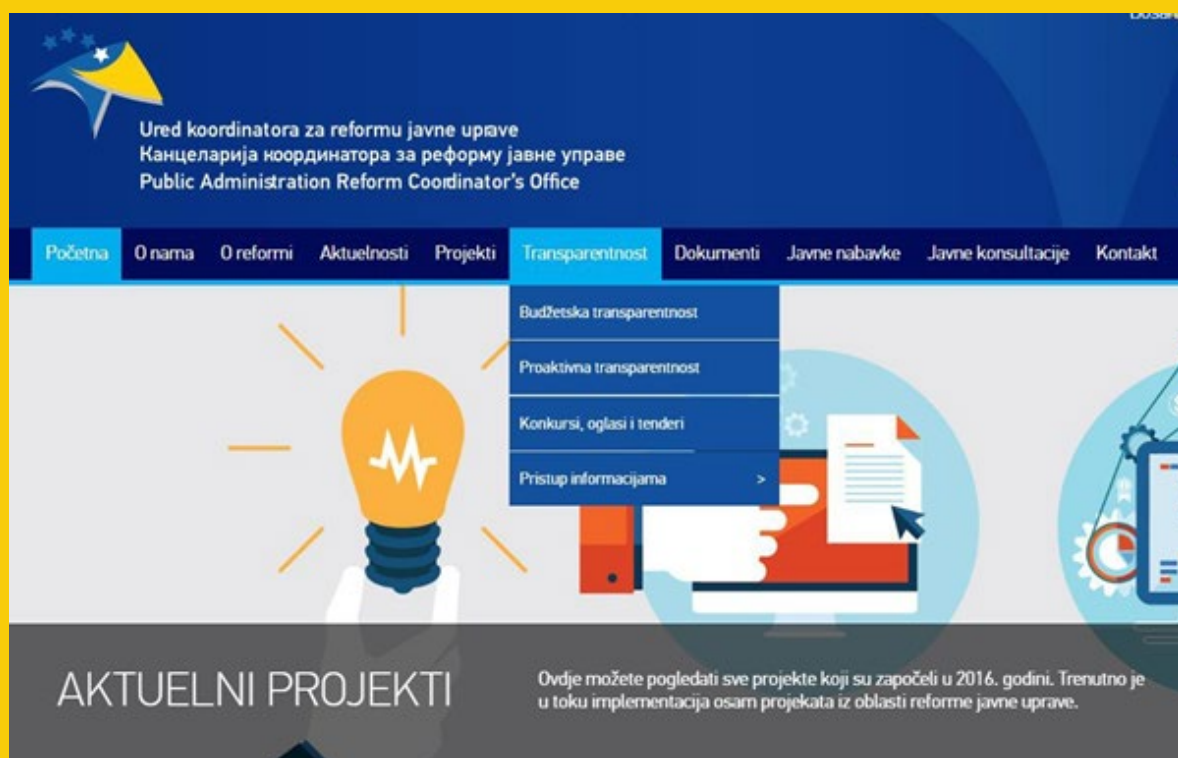 Ured koordinatora za reformu javne uprave
Канцеларија координатора за реформу јавне управе
Public Administration Reform Coordinator's Office
Početna O nama O reformi Aktuelnosti Projekti Transparentnost Dokumenti Javne nabavke Javne konsultacije Kontakt
Budžetska transparentnost
Proaktivna transparentnost
Konkursi, oglasi i tenderi
Pristup informacijama >
AKTUELNI PROJEKTI
Ovdje možete pogledati sve projekte koji su započeli u 2016. godini. Trenutno je
u toku implementacija osam projekata iz oblasti reforme javne uprave.